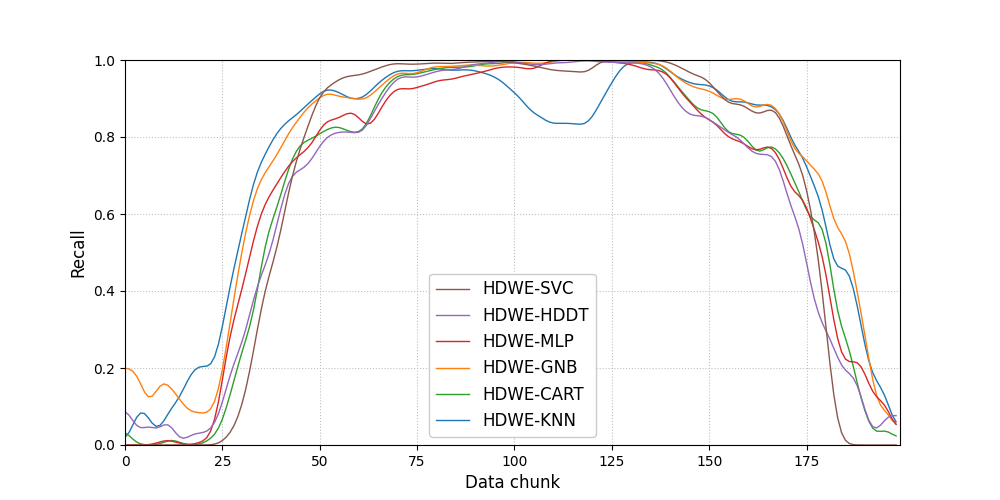 1.0
0.8
0.6
0.4
0.2
0.0
Recall
HDWE-SVC
HDWE-HDDT
HDWE-MLP
HDWE-GNB
HDWE-CART
HDWE-KNN
0 25 50 75 100 125 150 175
Data chunk